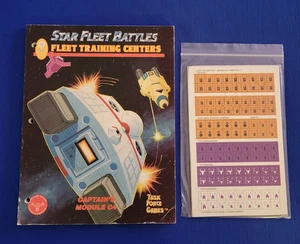 STAR FLEET BATTLES
FLEET TRAINING CENTERS
CAPTAIN'S
MODULE C4
TASK
FORCE
GAMES